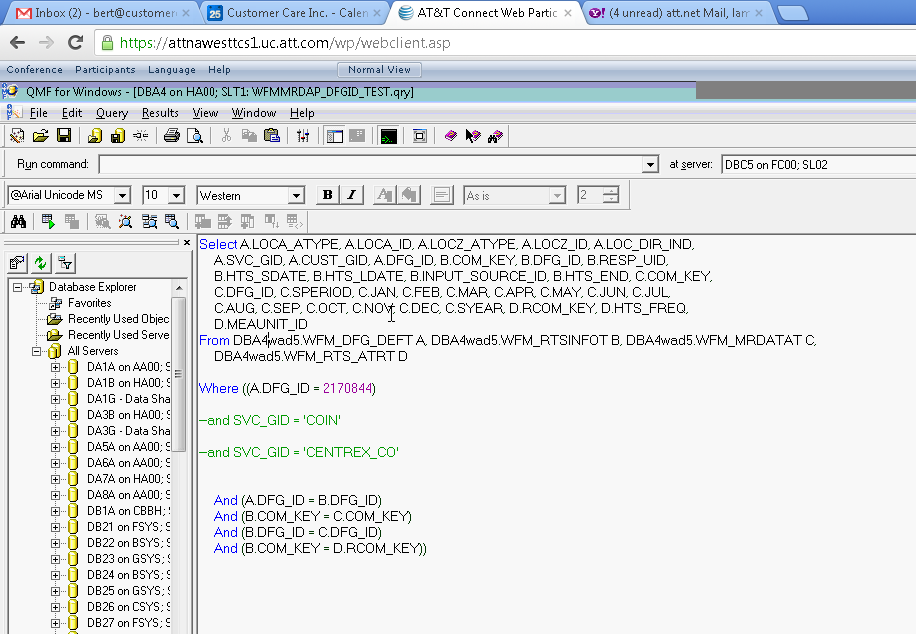 Inbox (2) - bert@customer
Customer Care Inc. - Calen
AT&T Connect Web Partic
(4 unread) att.net Mail, lam
https://attnawesttcs1.uc.att.com/wp/webclient.asp
Conference Participants Language Help Normal View
QMF for Windows - [DBA4 on HA00; SLT1: WFMMRDAP_DFGID_TEST.qry]
File Edit Query Results View Window Help
Run command: at server: DBC5 on FC00; SL02
@Arial Unicode MS 10 Western B I As is 2
Select A.LOCA_ATYPE, A.LOCA_ID, A.LOCZ_ATYPE, A.LOCZ_ID, A.LOC_DIR_IND,
A.SVC_GID, A.CUST_GID, A.DFG_ID, B.COM_KEY, B.DFG_ID, B.RESP_UID,
B.HTS_SDATE, B.HTS_LDATE, B.INPUT_SOURCE_ID, B.HTS_END, C.COM_KEY,
C.DFG_ID, C.SPERIOD, C.JAN, C.FEB, C.MAR, C.APR, C.MAY, C.JUN, C.JUL,
C.AUG, C.SEP, C.OCT, C.NOV, C.DEC, C.SYEAR, D.RCOM_KEY, D.HTS_FREQ,
D.MEAUNIT_ID
From DBA4wad5.WFM_DFG_DEFT A, DBA4wad5.WFM_RTSINFOT B, DBA4wad5.WFM_MRDATAT C,
DBA4wad5.WFM_RTS_ATRT D
Where ((A.DFG_ID = 2170844)
--and SVC_GID = 'COIN'
--and SVC_GID = 'CENTREX_CO'
And (A.DFG_ID = B.DFG_ID)
And (B.COM_KEY = C.COM_KEY)
And (B.DFG_ID = C.DFG_ID)
And (B.COM_KEY = D.RCOM_KEY))
Database Explorer
Favorites
Recently Used Objec
Recently Used Serve
All Servers
DA1A on AA00; S
DA1B on HA00; S
DA1G - Data Sha
DA3B on HA00; S
DA3G - Data Sha
DA5A on AA00; S
DA6A on AA00; S
DA7A on HA00; S
DA8A on AA00; S
DB1A on CBBH; S
DB21 on FSYS; S
DB22 on BSYS; S
DB23 on GSYS; S
DB24 on BSYS; S
DB25 on GSYS; S
DB26 on CSYS; S
DB27 on FSYS; S